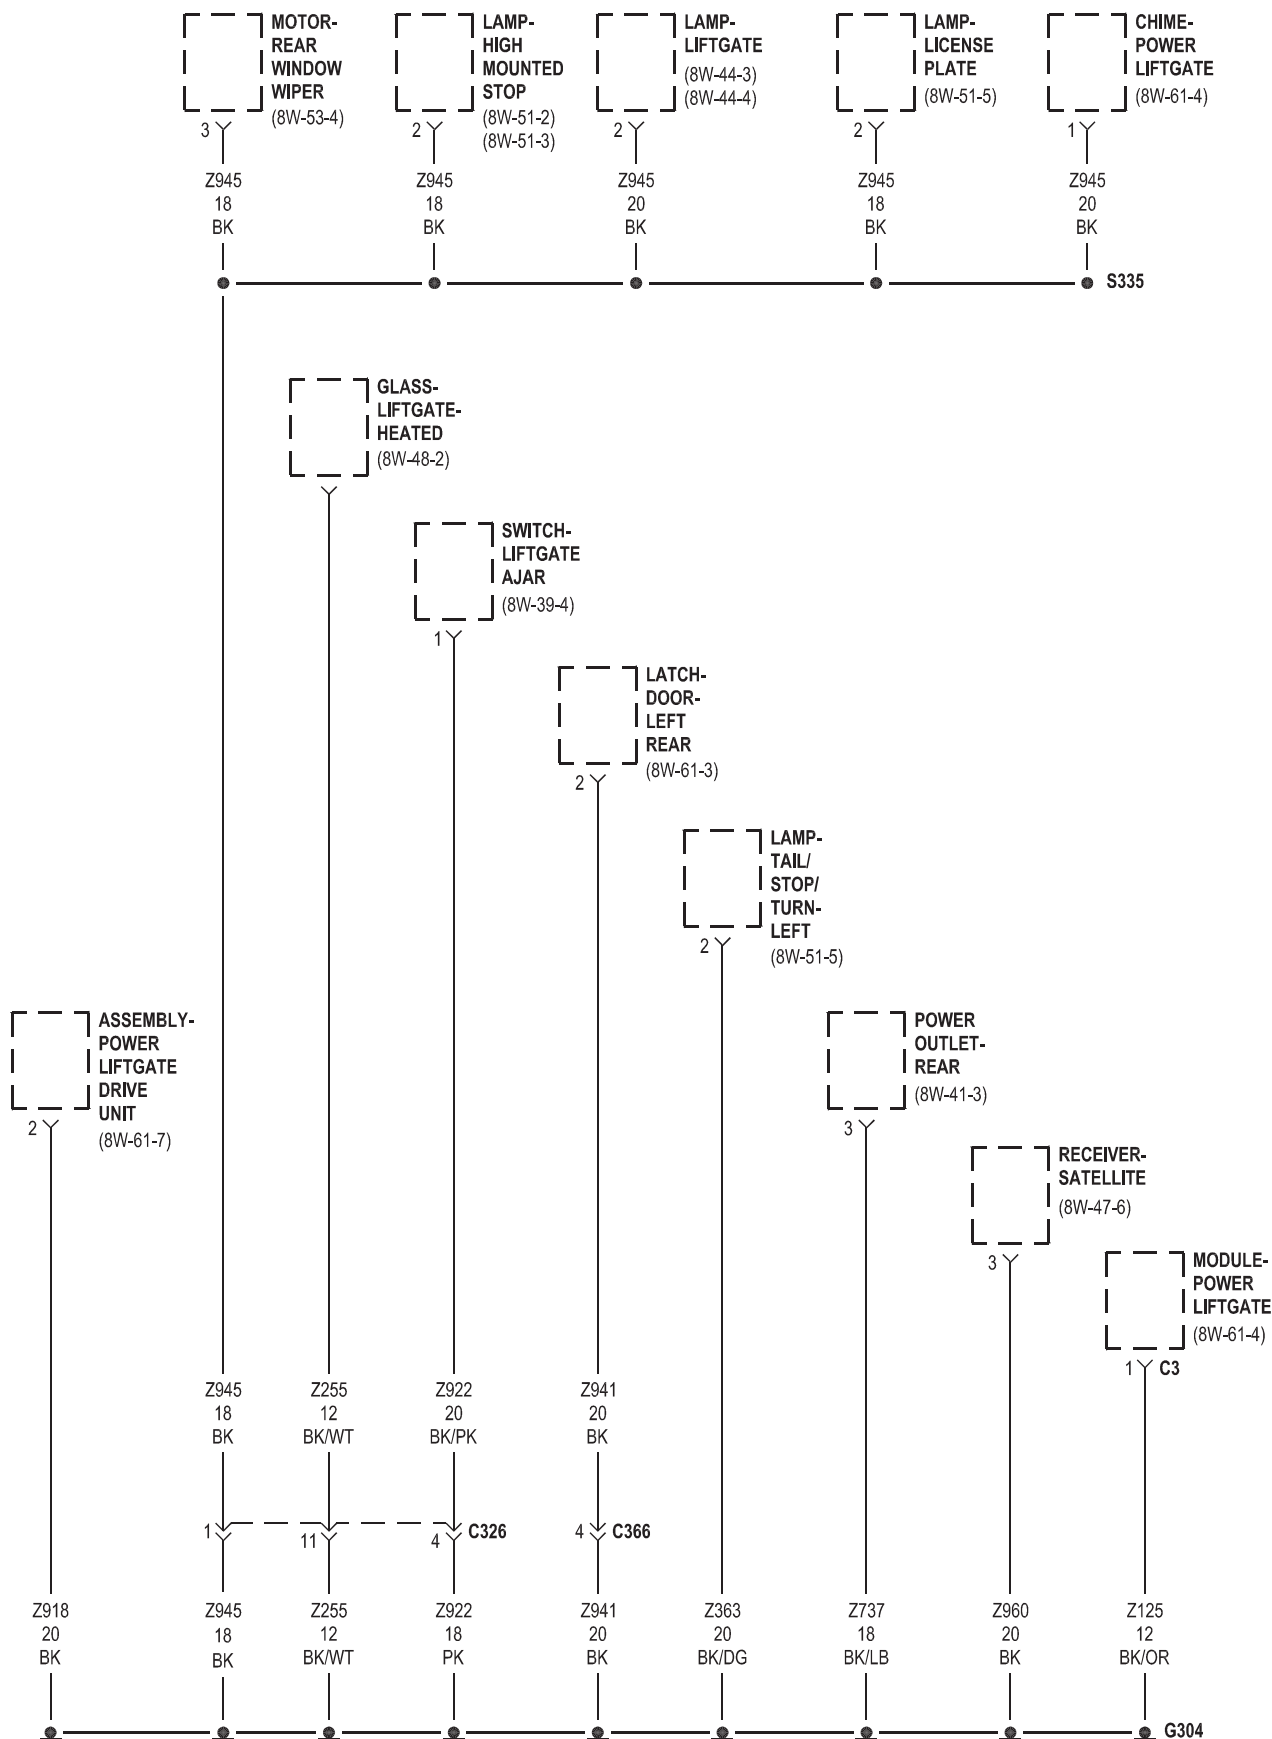 MOTOR-
REAR
WINDOW
WIPER
(8W-53-4)
3
LAMP-
HIGH
MOUNTED
STOP
(8W-51-2)
(8W-51-3)
2
LAMP-
LIFTGATE
(8W-44-3)
(8W-44-4)
2
LAMP-
LICENSE
PLATE
(8W-51-5)
2
CHIME-
POWER
LIFTGATE
(8W-61-4)
1
Z945
18
BK
Z945
18
BK
Z945
20
BK
Z945
18
BK
Z945
20
BK
S335
GLASS-
LIFTGATE-
HEATED
(8W-48-2)
SWITCH-
LIFTGATE
AJAR
(8W-39-4)
1
LATCH-
DOOR-
LEFT
REAR
(8W-61-3)
2
LAMP-
TAIL/
STOP/
TURN-
LEFT
(8W-51-5)
2
ASSEMBLY-
POWER
LIFTGATE
DRIVE
UNIT
(8W-61-7)
2
POWER
OUTLET-
REAR
(8W-41-3)
3
RECEIVER-
SATELLITE
(8W-47-6)
3
MODULE-
POWER
LIFTGATE
(8W-61-4)
1 C3
Z945
18
BK
Z255
12
BK/WT
Z922
20
BK/PK
Z941
20
BK
1
11
4
C326
4
C366
Z918
20
BK
Z945
18
BK
Z255
12
BK/WT
Z922
18
PK
Z941
20
BK
Z363
20
BK/DG
Z737
18
BK/LB
Z960
20
BK
Z125
12
BK/OR
G304